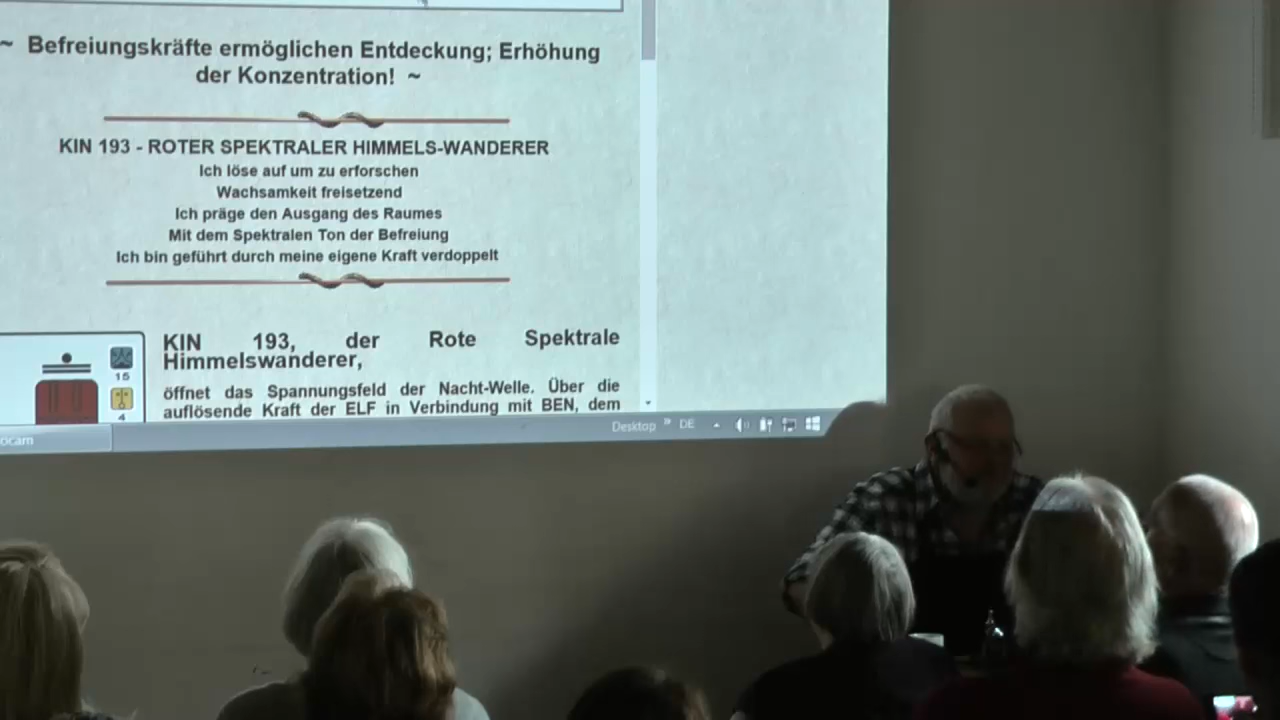 ~ Befreiungskräfte ermöglichen Entdeckung; Erhöhung
der Konzentration! ~
KIN 193 - ROTER SPEKTRALER HIMMELS-WANDERER
Ich löse auf um zu erforschen
Wachsamkeit freisetzend
Ich präge den Ausgang des Raumes
Mit dem Spektralen Ton der Befreiung
Ich bin geführt durch meine eigene Kraft verdoppelt
KIN 193, der Rote Spektrale
Himmelswanderer,
öffnet das Spannungsfeld der Nacht-Welle. Über die
auflösende Kraft der ELF in Verbindung mit BEN, dem
15
4
Desktop » DE